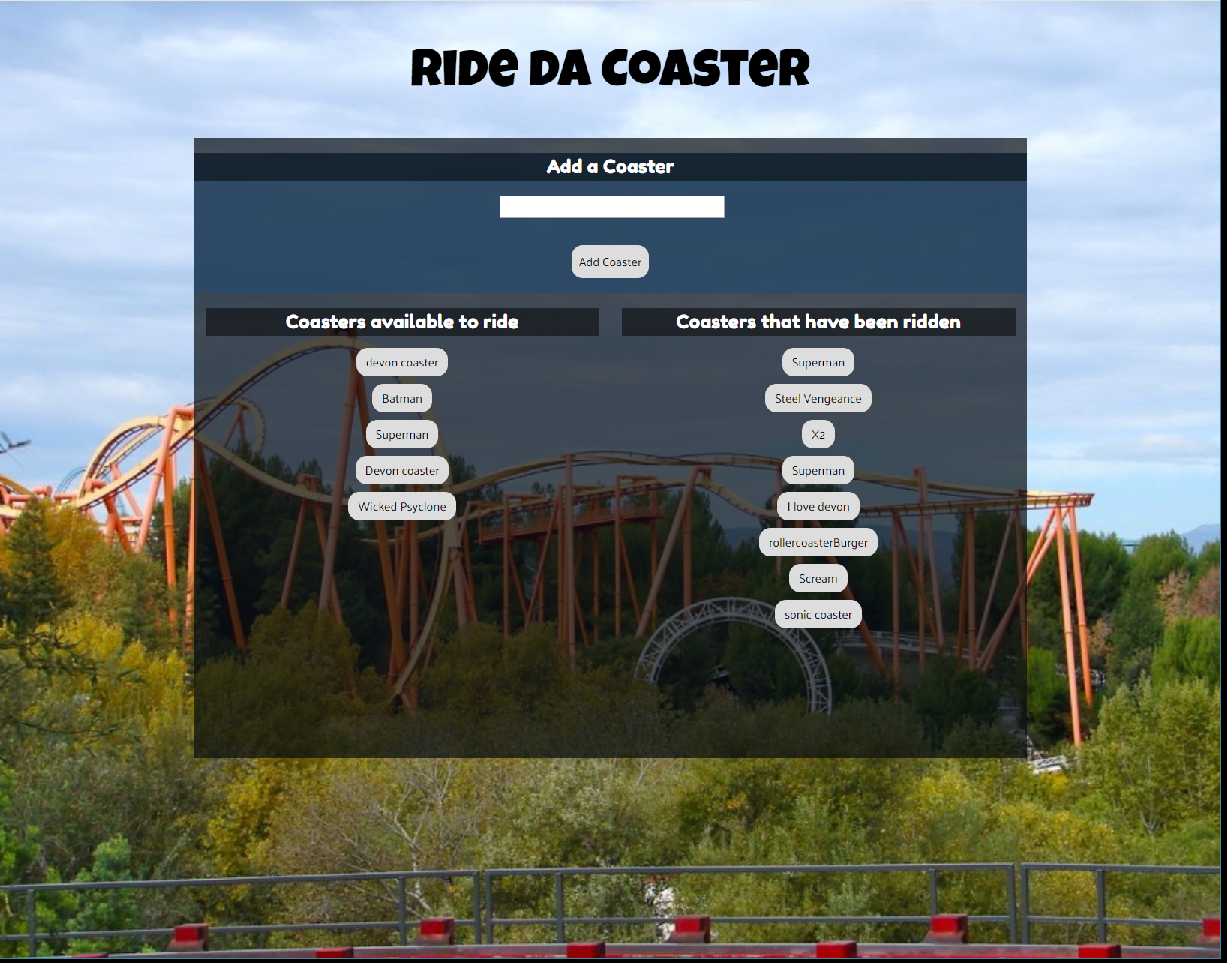 RIDe DA COASTeR
Add a Coaster
Add Coaster
Coasters available to ride
devon coaster
Batman
Superman
Devon coaster
Wicked Psyclone
Coasters that have been ridden
Superman
Steel Vengeance
X2
Superman
I love devon
rollercoasterBurger
Scream
sonic coaster